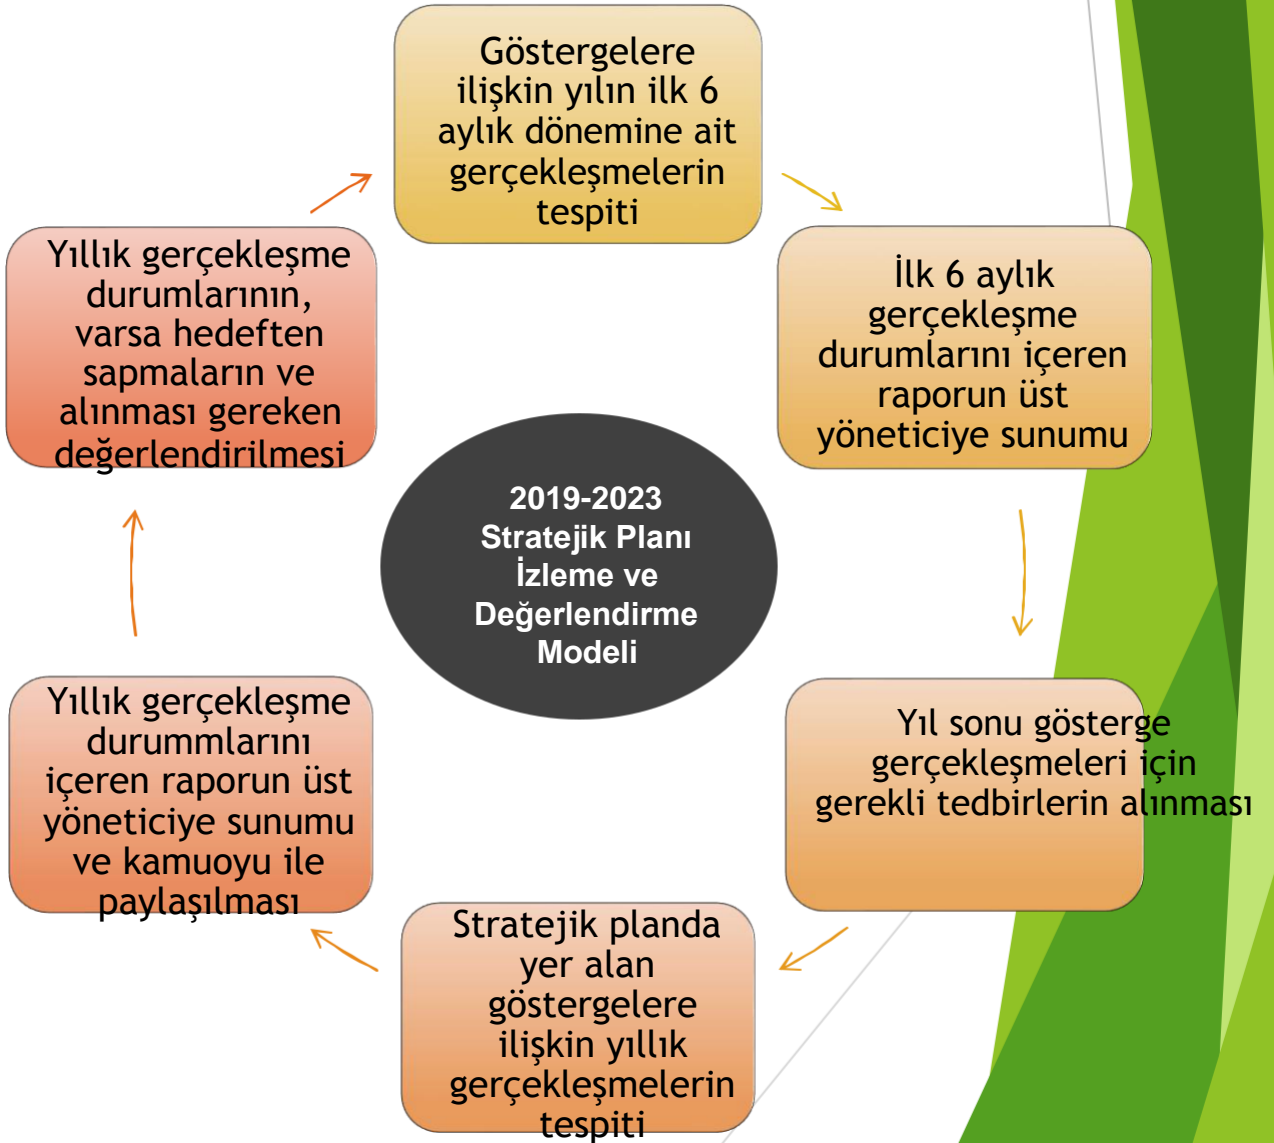 Göstergelere
ilişkin yılın ilk 6
aylık dönemine ait
gerçekleşmelerin
tespiti
İlk 6 aylık
gerçekleşme
durumlarını içeren
raporun üst
yöneticiye sunumu
Yıl sonu gösterge
gerçekleşmeleri için
gerekli tedbirlerin alınması
Stratejik planda
yer alan
göstergelere
ilişkin yıllık
gerçekleşmelerin
tespiti
Yıllık gerçekleşme
durummlarını
içeren raporun üst
yöneticiye sunumu
ve kamuoyu ile
paylaşılması
Yıllık gerçekleşme
durumlarının,
varsa hedeften
sapmaların ve
alınması gereken
değerlendirilmesi
2019-2023
Stratejik Planı
İzleme ve
Değerlendirme
Modeli